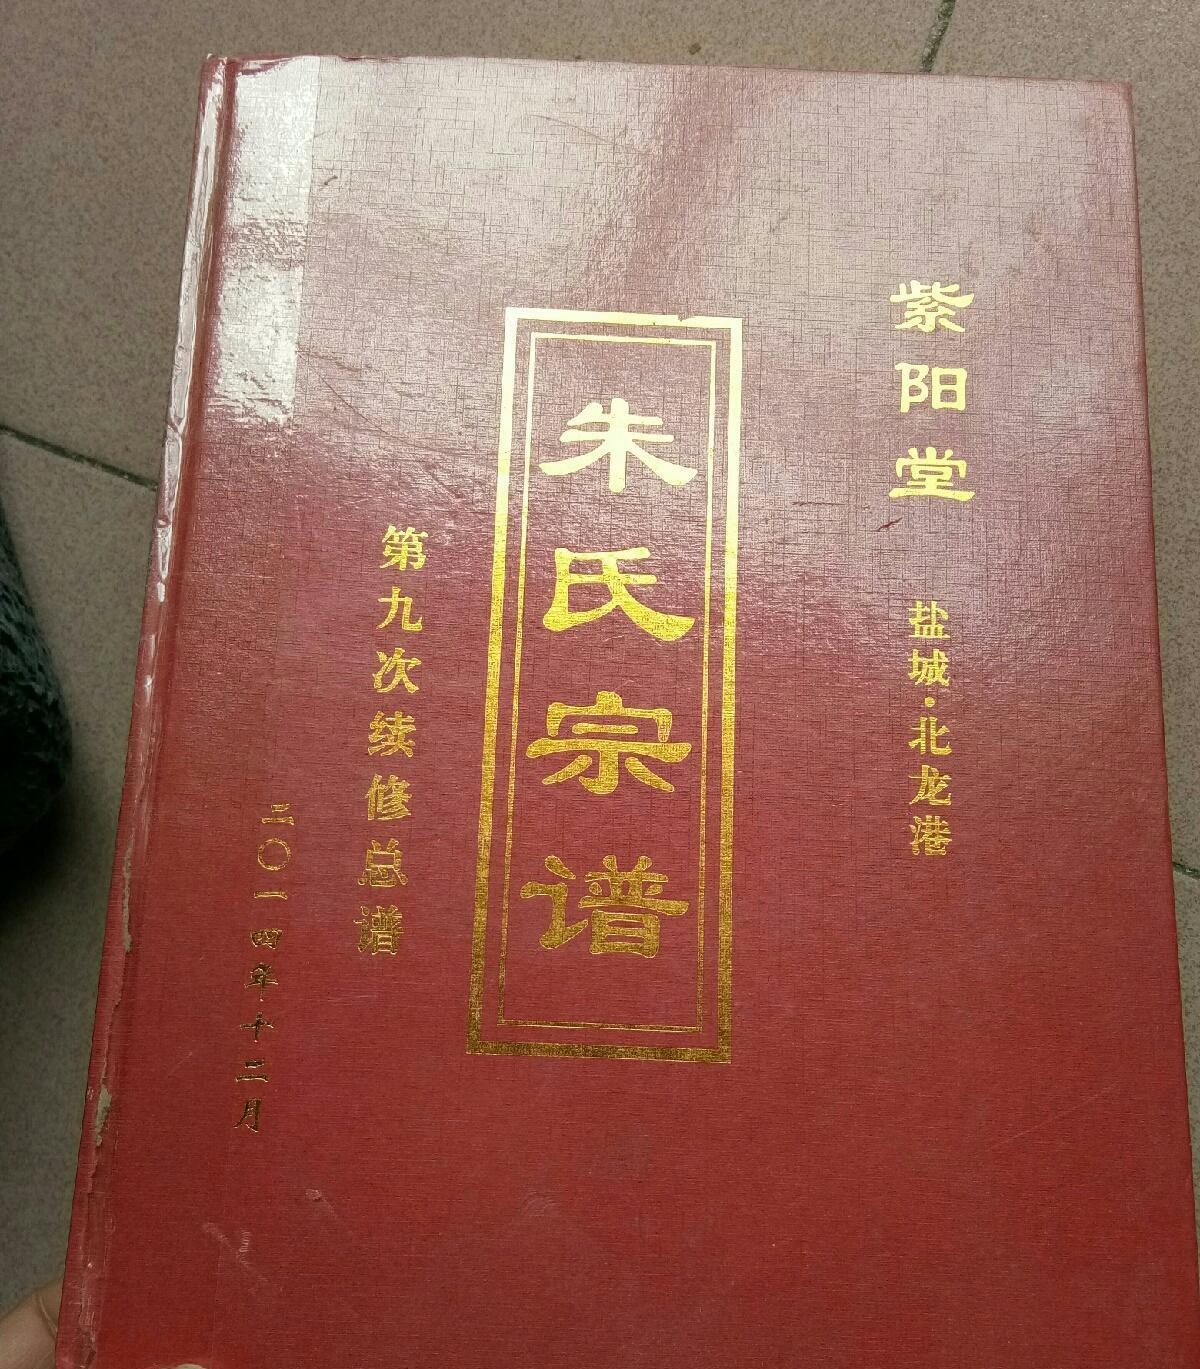 紫阳堂
盐城·北龙港
朱氏宗谱
第九次续修总谱
二〇一四年十二月